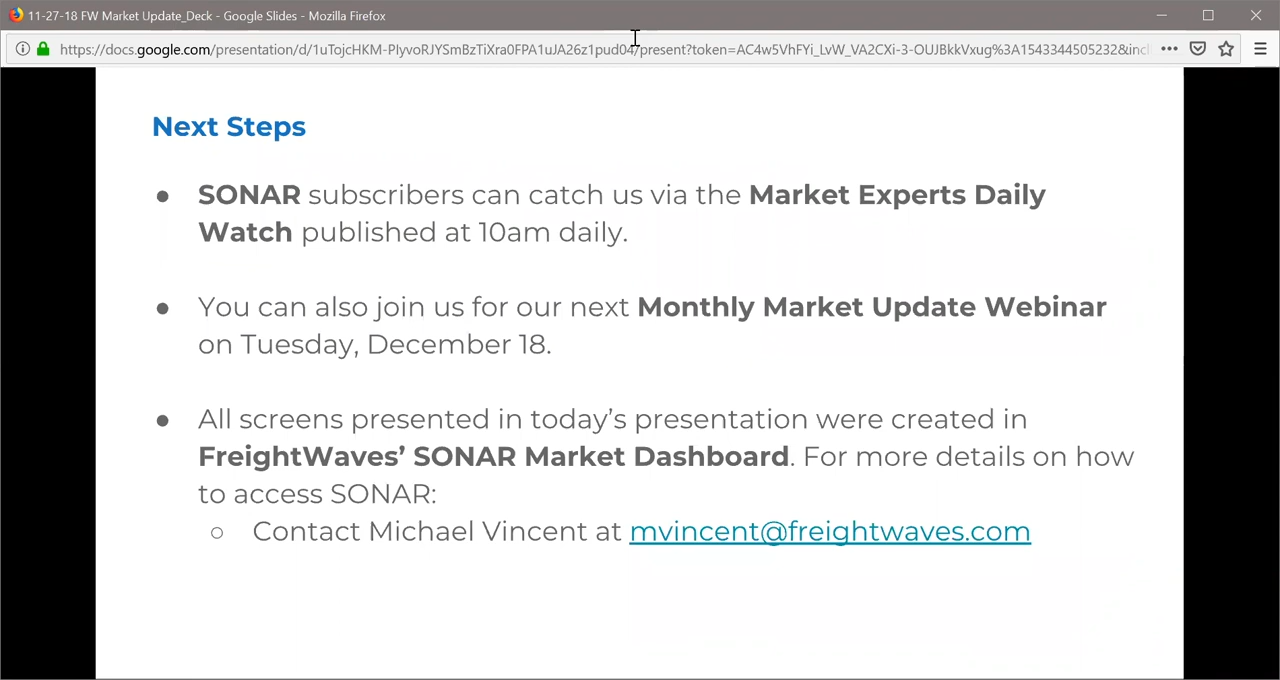 11-27-18 FW Market Update_Deck - Google Slides - Mozilla Firefox
https://docs.google.com/presentation/d/1uTojcHKM-PIyvoRJYSmBzTiXra0FPA1uJA26z1pud04/present?token=AC4w5VhFYi_LvW_VA2CXi-3-OUJBkkVxug%3A1543344505232&incl
Next Steps
● SONAR subscribers can catch us via the Market Experts Daily
Watch published at 10am daily.
● You can also join us for our next Monthly Market Update Webinar
on Tuesday, December 18.
● All screens presented in today’s presentation were created in
FreightWaves’ SONAR Market Dashboard. For more details on how
to access SONAR:
○ Contact Michael Vincent at mvincent@freightwaves.com